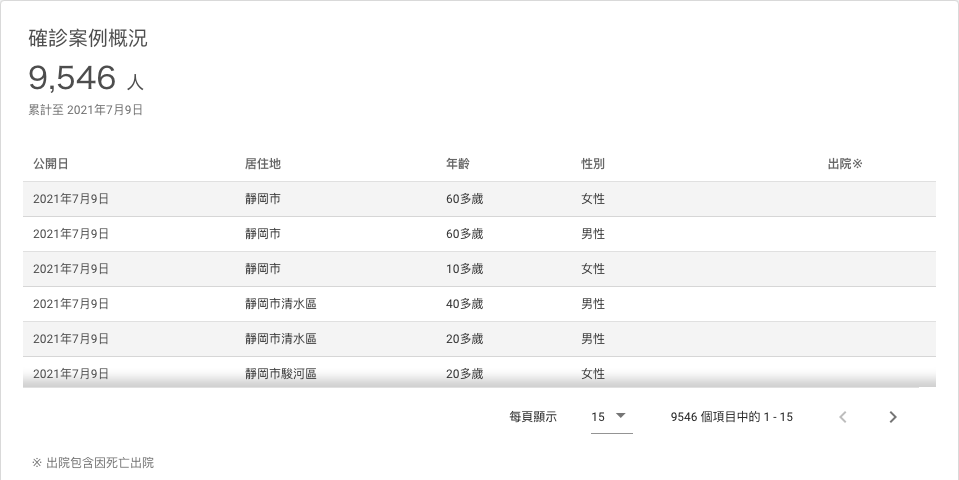 確診案例概況
9,546 人
累計至 2021年7月9日
公開日 居住地 年齡 性別 出院※
2021年7月9日 靜岡市 60多歲 女性
2021年7月9日 靜岡市 60多歲 男性
2021年7月9日 靜岡市 10多歲 女性
2021年7月9日 靜岡市清水區 40多歲 男性
2021年7月9日 靜岡市清水區 20多歲 男性
2021年7月9日 靜岡市駿河區 20多歲 女性
每頁顯示 15 9546 個項目中的 1 - 15
※ 出院包含因死亡出院